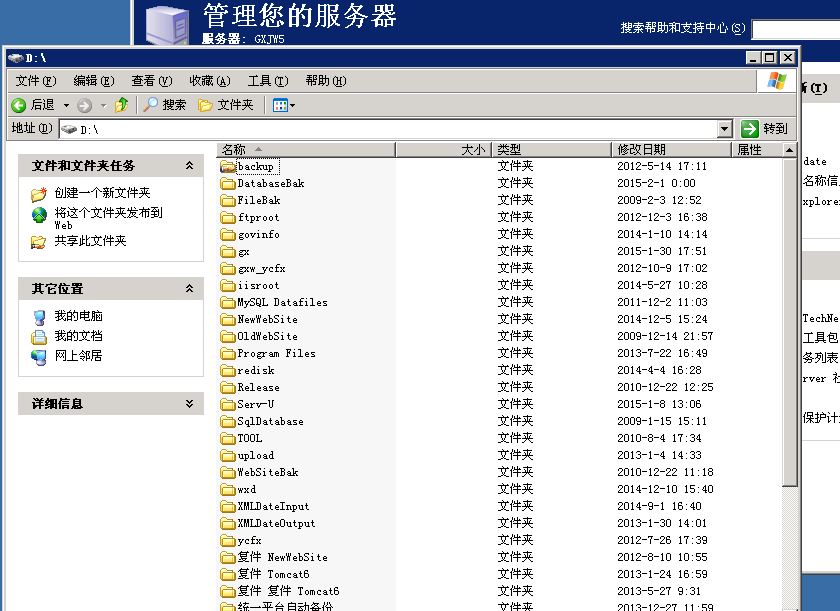 管理您的服务器
服务器: GXJW5
搜索帮助和支持中心(S)
D:\
文件(F) 编辑(E) 查看(V) 收藏(A) 工具(T) 帮助(H)
后退 搜索 文件夹
地址(D) D:\ 转到
文件和文件夹任务
创建一个新文件夹
将这个文件夹发布到
Web
共享此文件夹
其它位置
我的电脑
我的文档
网上邻居
详细信息
名称 大小 类型 修改日期 属性
backup 文件夹 2012-5-14 17:11
DatabaseBak 文件夹 2015-2-1 0:00
FileBak 文件夹 2009-2-3 12:52
ftproot 文件夹 2012-12-3 16:38
govinfo 文件夹 2014-1-10 14:14
gx 文件夹 2015-1-30 17:51
gxw_ycfx 文件夹 2012-10-9 17:02
iisroot 文件夹 2014-5-27 10:28
MySQL Datafiles 文件夹 2011-12-2 11:03
NewWebSite 文件夹 2014-12-5 15:24
OldWebSite 文件夹 2009-12-14 21:57
Program Files 文件夹 2013-7-22 16:49
redisk 文件夹 2014-4-4 16:28
Release 文件夹 2010-12-22 12:25
Serv-U 文件夹 2015-1-8 13:06
SqlDatabase 文件夹 2009-1-15 15:11
TOOL 文件夹 2010-8-4 17:34
upload 文件夹 2013-1-4 14:33
WebSiteBak 文件夹 2010-12-22 11:18
wxd 文件夹 2014-12-10 15:40
XMLDateInput 文件夹 2014-9-1 16:40
XMLDateOutput 文件夹 2013-1-30 14:01
ycfx 文件夹 2012-7-26 17:39
复件 NewWebSite 文件夹 2012-8-10 10:55
复件 Tomcat6 文件夹 2013-1-24 16:59
复件 复件 Tomcat6 文件夹 2013-5-27 9:31
统一平台自动备份 文件夹 2013-12-27 11:59
(T)
date
名称信
xplorer
TechNe
工具包
务列表
rver 社
保护计